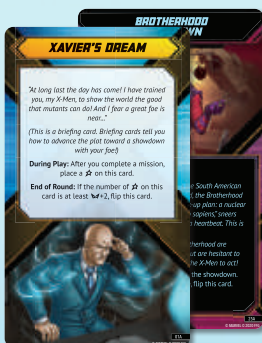 BROTHERHOOD
WN
XAVIER'S DREAM
"At long last the day has come! I have trained
you, my X-Men, to show the world the good
that mutants can do! And I fear a great foe is
near..."
(This is a briefing card. Briefing cards tell you
how to advance the plot toward a showdown
with your foe!)
During Play: After you complete a mission,
place a ☆ on this card.
End of Round: If the number of ☆ on this
card is at least +2, flip this card.
South American
the Brotherhood
-up plan: a nuclear
sapiens," sneers
heartbeat. This is
therhood are
ut are hesitant to
he X-Men to act!
the showdown.
flip this card.